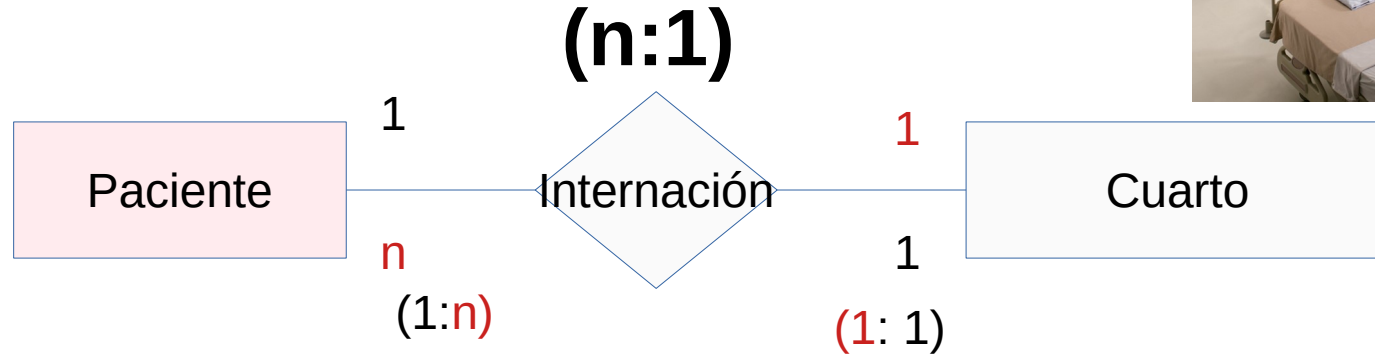 (n:1)
1
1
Paciente
Internación
Cuarto
n
1
(1:n)
(1: 1)